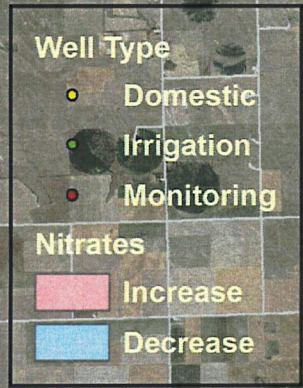 Well Type
Domestic
Irrigation
Monitoring
Nitrates
Increase
Decrease